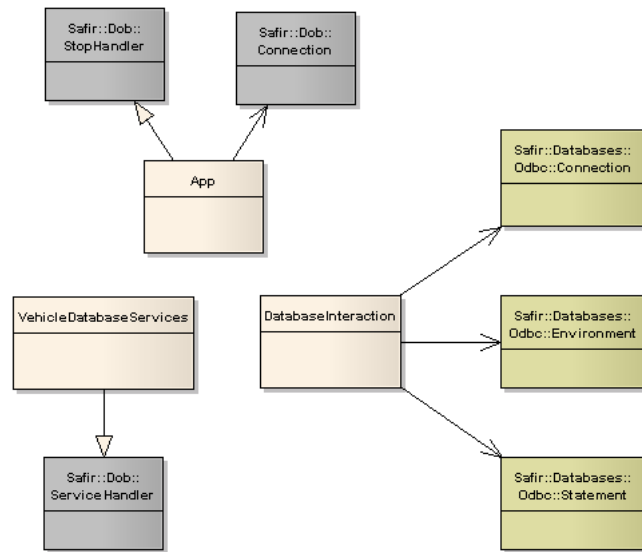 Safir::Dob::
StopHandler
Safir::Dob::
Connection
App
Safir::Databases::
Odbc::Connection
VehicleDatabaseServices
DatabaseInteraction
Safir::Databases::
Odbc::Environment
Safir::Dob::
ServiceHandler
Safir::Databases::
Odbc::Statement